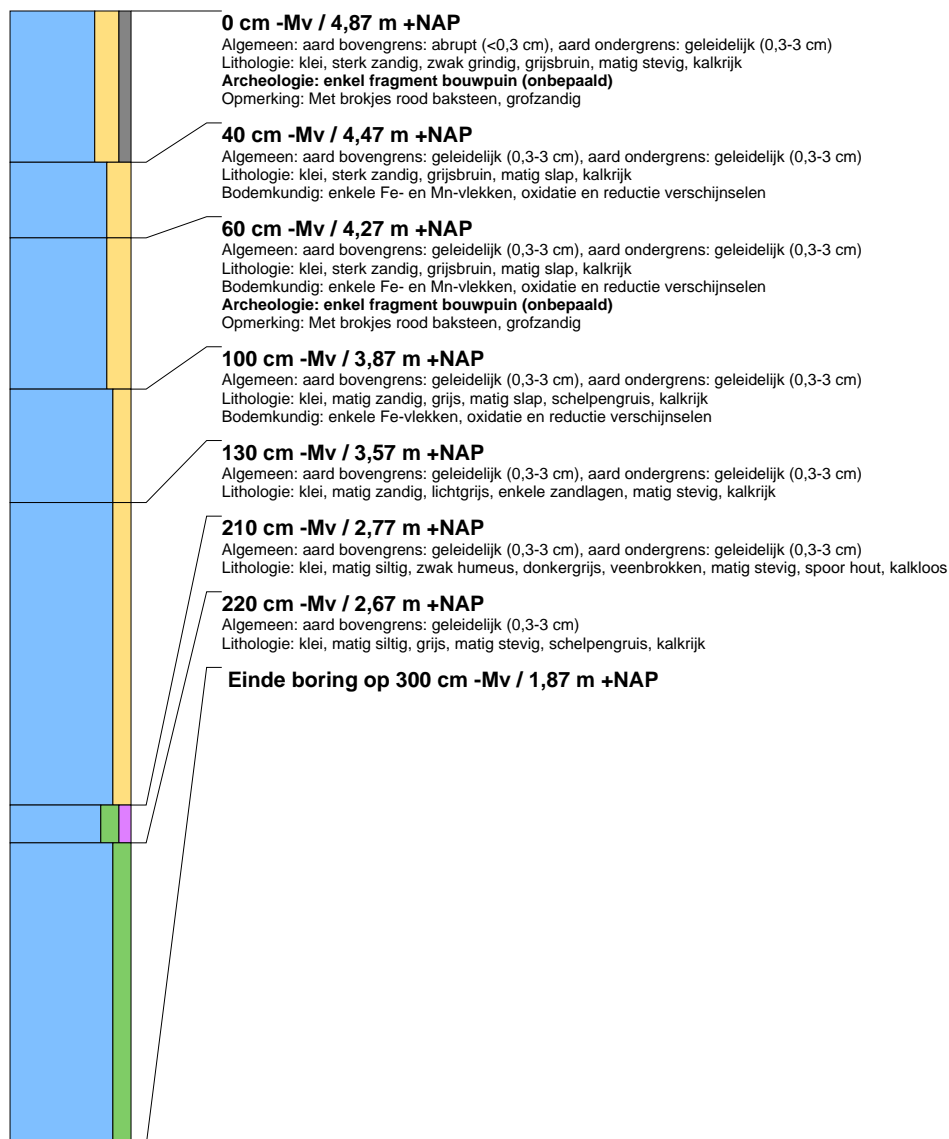 0 cm -Mv / 4,87 m +NAP
Algemeen: aard bovengrens: abrupt (<0,3 cm), aard ondergrens: geleidelijk (0,3-3 cm)
Lithologie: klei, sterk zandig, zwak grindig, grijsbruin, matig stevig, kalkrijk
Archeologie: enkel fragment bouwpuin (onbepaald)
Opmerking: Met brokjes rood baksteen, grofzandig
40 cm -Mv / 4,47 m +NAP
Algemeen: aard bovengrens: geleidelijk (0,3-3 cm), aard ondergrens: geleidelijk (0,3-3 cm)
Lithologie: klei, sterk zandig, grijsbruin, matig slap, kalkrijk
Bodemkundig: enkele Fe- en Mn-vlekken, oxidatie en reductie verschijnselen
60 cm -Mv / 4,27 m +NAP
Algemeen: aard bovengrens: geleidelijk (0,3-3 cm), aard ondergrens: geleidelijk (0,3-3 cm)
Lithologie: klei, sterk zandig, grijsbruin, matig slap, kalkrijk
Bodemkundig: enkele Fe- en Mn-vlekken, oxidatie en reductie verschijnselen
Archeologie: enkel fragment bouwpuin (onbepaald)
Opmerking: Met brokjes rood baksteen, grofzandig
100 cm -Mv / 3,87 m +NAP
Algemeen: aard bovengrens: geleidelijk (0,3-3 cm), aard ondergrens: geleidelijk (0,3-3 cm)
Lithologie: klei, matig zandig, grijs, matig slap, schelpengruis, kalkrijk
Bodemkundig: enkele Fe-vlekken, oxidatie en reductie verschijnselen
130 cm -Mv / 3,57 m +NAP
Algemeen: aard bovengrens: geleidelijk (0,3-3 cm), aard ondergrens: geleidelijk (0,3-3 cm)
Lithologie: klei, matig zandig, lichtgrijs, enkele zandlagen, matig stevig, kalkrijk
210 cm -Mv / 2,77 m +NAP
Algemeen: aard bovengrens: geleidelijk (0,3-3 cm), aard ondergrens: geleidelijk (0,3-3 cm)
Lithologie: klei, matig siltig, zwak humeus, donkergrijs, veenbrokken, matig stevig, spoor hout, kalkloos
220 cm -Mv / 2,67 m +NAP
Algemeen: aard bovengrens: geleidelijk (0,3-3 cm)
Lithologie: klei, matig siltig, grijs, matig stevig, schelpengruis, kalkrijk
Einde boring op 300 cm -Mv / 1,87 m +NAP